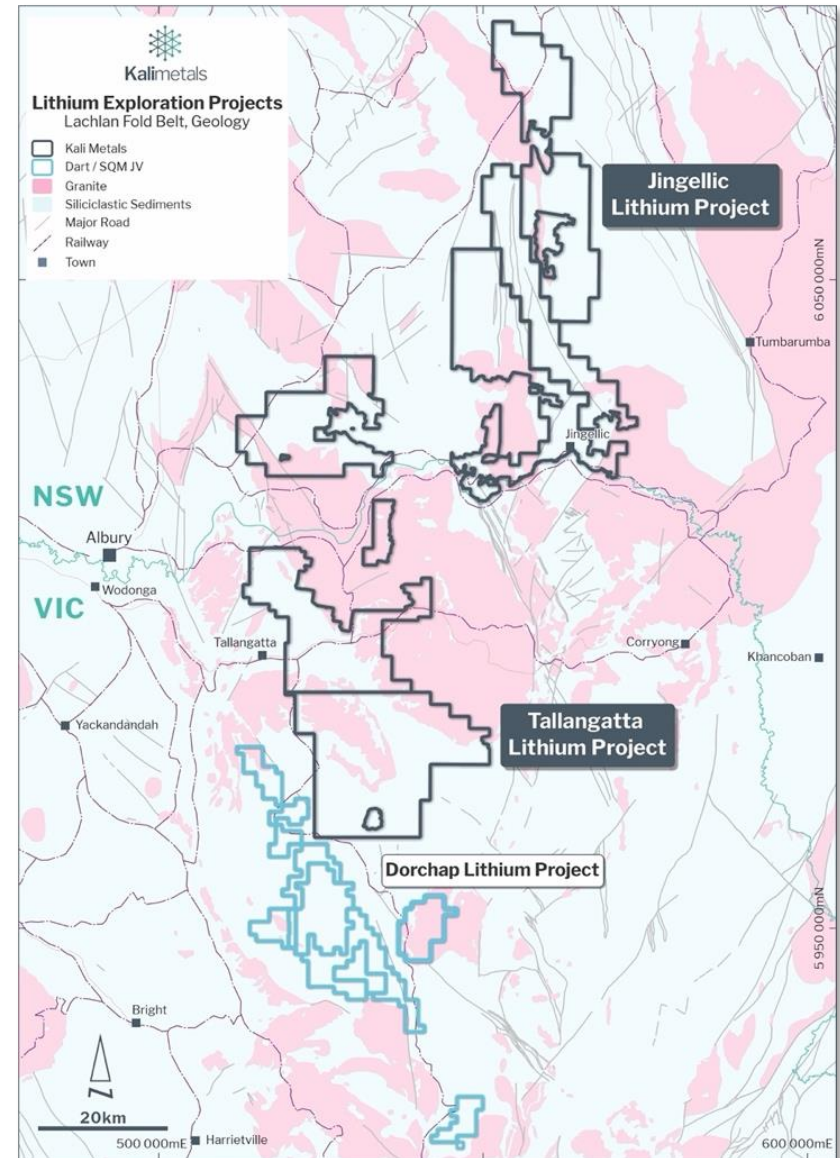 Kalimetals
Lithium Exploration Projects
Lachlan Fold Belt, Geology
Kali Metals
Dart / SQM JV
Granite
Siliciclastic Sediments
Major Road
Railway
Town
Jingellic
Lithium Project
6 050 000mN
Tumbarumba
Jingellic
NSW
Albury
Wodonga
VIC
Tallangatta
Corryong
Khancoban
Yackandandah
Tallangatta
Lithium Project
Dorchap Lithium Project
5 950 000mN
Bright
N
20km
500 000mE
Harrietville
600 000mE